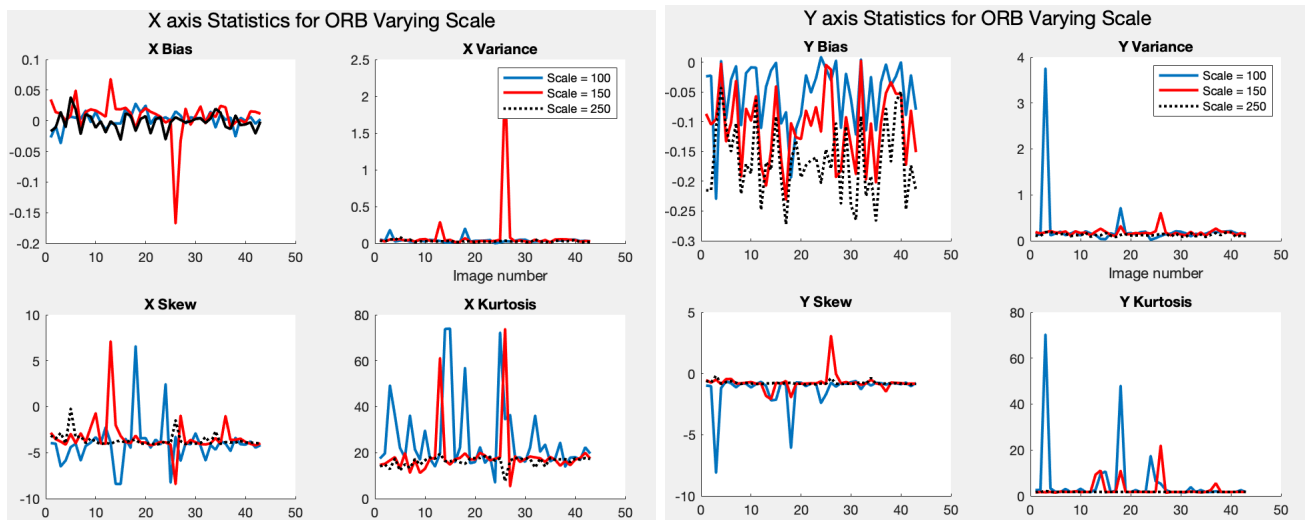 X axis Statistics for ORB Varying Scale
X Bias
0.1
0.05
0
-0.05
-0.1
-0.15
-0.2
0 10 20 30 40 50
X Variance
2.5
2
1.5
1
0.5
0
0 10 20 30 40 50
Image number
Scale = 100
Scale = 150
Scale = 250
X Skew
10
5
0
-5
-10
0 10 20 30 40 50
X Kurtosis
80
60
40
20
0
0 10 20 30 40 50
Y axis Statistics for ORB Varying Scale
Y Bias
0
-0.05
-0.1
-0.15
-0.2
-0.25
-0.3
0 10 20 30 40 50
Y Variance
4
3
2
1
0
0 10 20 30 40 50
Image number
Scale = 100
Scale = 150
Scale = 250
Y Skew
5
0
-5
-10
0 10 20 30 40 50
Y Kurtosis
80
60
40
20
0
0 10 20 30 40 50